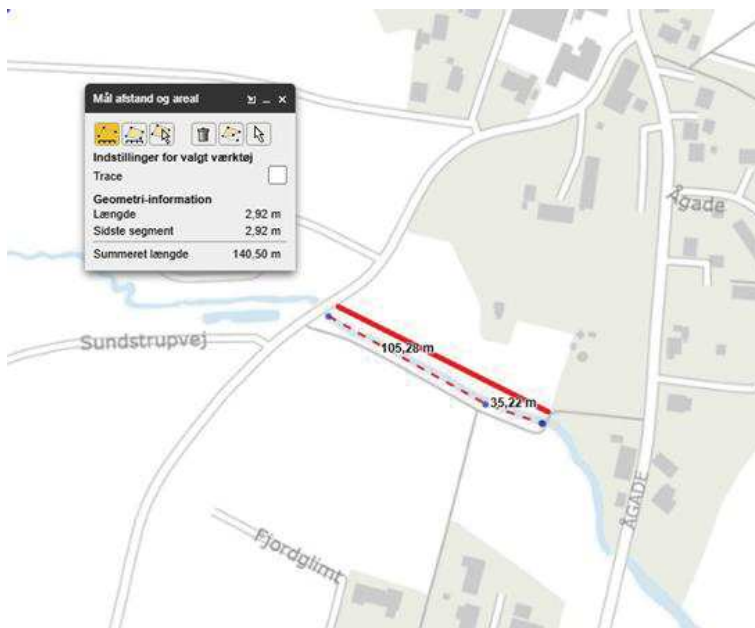 Mål afstand og areal
Indstillinger for valgt værktøj
Trace
Geometri-information
Længde 2,92 m
Sidste segment 2,92 m
Summeret længde 140,50 m
Ågade
Sundstrupvej
105,28 m
35,22 m
ÅGADE
Fjordglimt